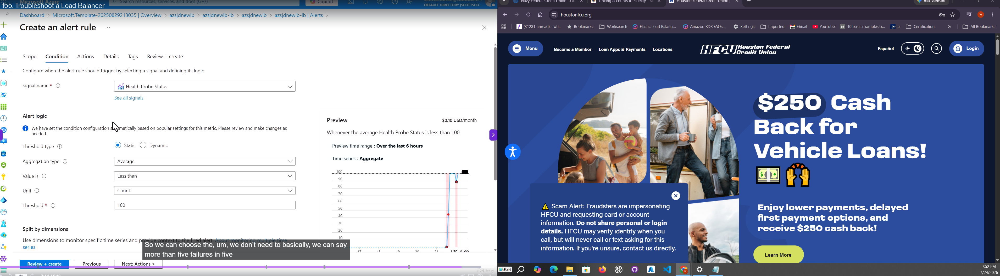 155. Troubleshoot a Load Balancer
Search resources, services, and docs (G+/)
Copilot
DEFAULT DIRECTORY (SCOTTSCO...
Dashboard > Microsoft.Template-20250829213035 | Overview > azsjdnewlb > azsjdnewlb-lb > azsjdnewlb > azsjdnewlb-lb | Alerts >
Create an alert rule ...
Scope Condition Actions Details Tags Review + create
Configure when the alert rule should trigger by selecting a signal and defining its logic.
Signal name *
Health Probe Status
See all signals
Alert logic
We have set the condition configuration automatically based on popular settings for this metric. Please review and make changes as
needed.
Threshold type
Static Dynamic
Aggregation type
Average
Value is
Less than
Unit
Count
Threshold *
100
Split by dimensions
Use dimensions to monitor specific time series and provide context to the fired alert. About monitoring multiple time
series
So we can choose the, um, we don't need to basically, we can say
more than five failures in five
Review + create Previous Next: Actions >
Preview $0.10 USD/month
Whenever the average Health Probe Status is less than 100
Preview time range : Over the last 6 hours
Time series : Aggregate
100
90
80
70
60
50
40
30
20
10
17 18 19 20 21 UTC+01:00
Navy Federal Credit Union - Ou
Linking accounts to Fidelity - Bo
Houston Federal Credit Union |
Ask Gemini
houstonfcu.org
(31281 unread) - wh... Bookmarks Worksearch Elastic Load Balanci... Amazon RDS FAQs... Settings Imported Gmail YouTube 10 basic examples o... jet a Certification All Bookmarks
Menu
Become a Member Loan Apps & Payments Locations
HFCU Houston Federal
Credit Union
Español
Login
$250 Cash
Back for
Vehicle Loans!
Enjoy lower payments, delayed
first payment options, and
receive $250 cash back!
Learn More
Scam Alert: Fraudsters are impersonating
HFCU and requesting card or account
information. Do not share personal or login
details. HFCU may verify identity when you
call, but will never call or text asking for this
information. If you're unsure, contact us directly.
Start
7:52 PM
7/24/2026